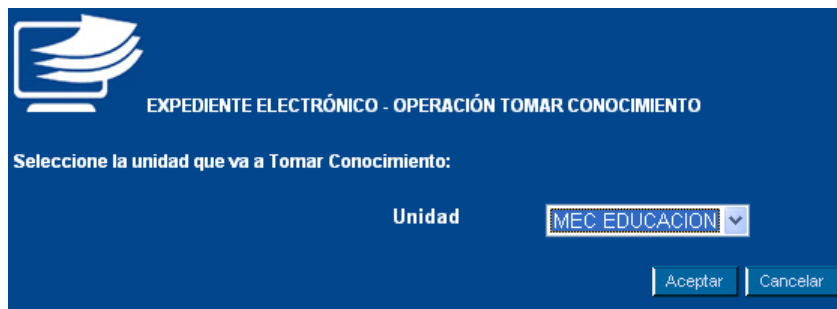 EXPEDIENTE ELECTRÓNICO - OPERACIÓN TOMAR CONOCIMIENTO
Seleccione la unidad que va a Tomar Conocimiento:
Unidad MEC EDUCACION
Aceptar Cancelar